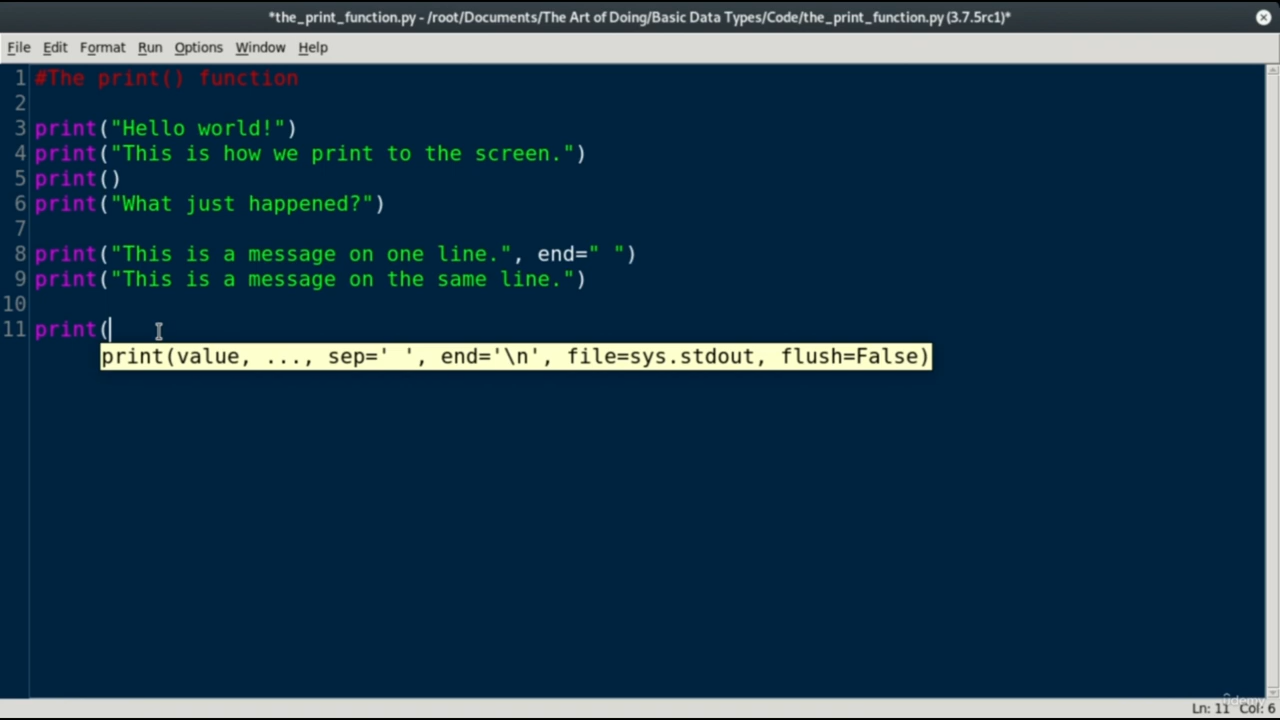 *the_print_function.py - /root/Documents/The Art of Doing/Basic Data Types/Code/the_print_function.py (3.7.5rc1)*
File Edit Format Run Options Window Help
1 #The print() function
2
3 print("Hello world!")
4 print("This is how we print to the screen.")
5 print()
6 print("What just happened?")
7
8 print("This is a message on one line.", end=" ")
9 print("This is a message on the same line.")
10
11 print(
print(value, ..., sep=' ', end='\n', file=sys.stdout, flush=False)
udemy
Ln: 11 Col: 6